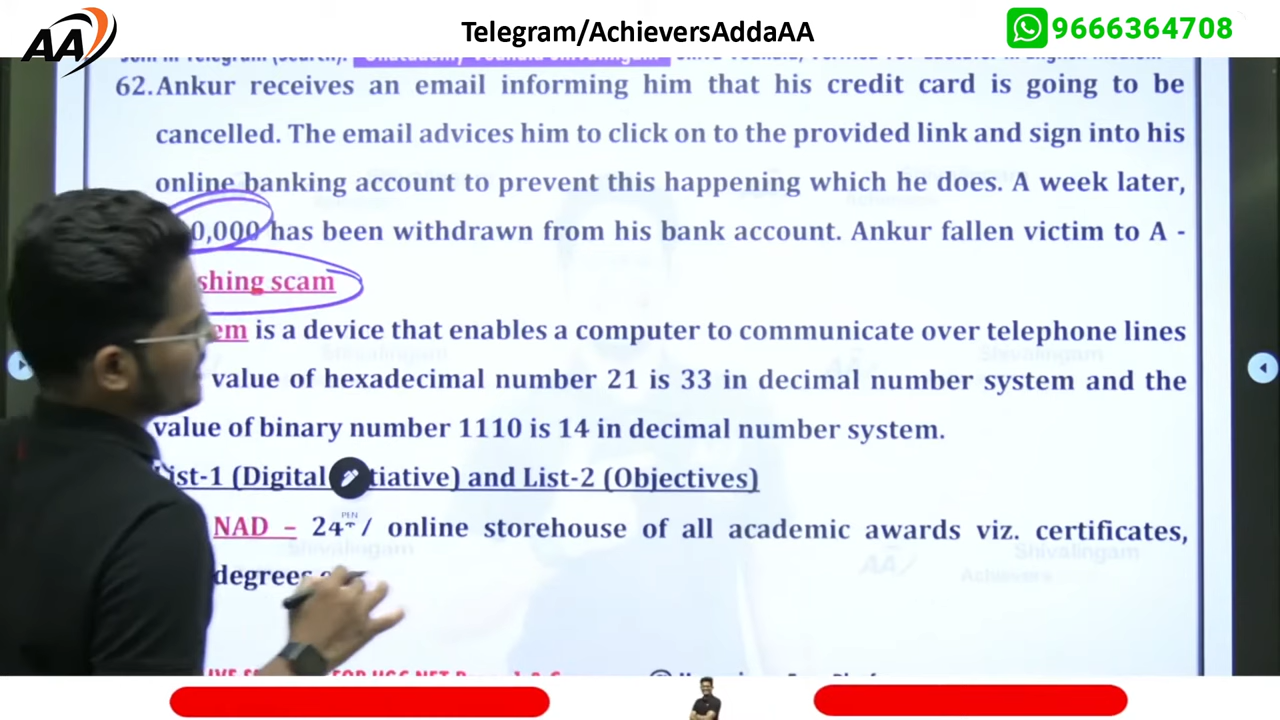 AA
Telegram/AchieversAddaAA
9666364708
62. Ankur receives an email informing him that his credit card is going to be
cancelled. The email advices him to click on to the provided link and sign into his
online banking account to prevent this happening which he does. A week later,
0,000 has been withdrawn from his bank account. Ankur fallen victim to A -
shing scam
em is a device that enables a computer to communicate over telephone lines
value of hexadecimal number 21 is 33 in decimal number system and the
value of binary number 1110 is 14 in decimal number system.
List-1 (Digital tiative) and List-2 (Objectives)
PEN
NAD – 24 / online storehouse of all academic awards viz. certificates,
degrees